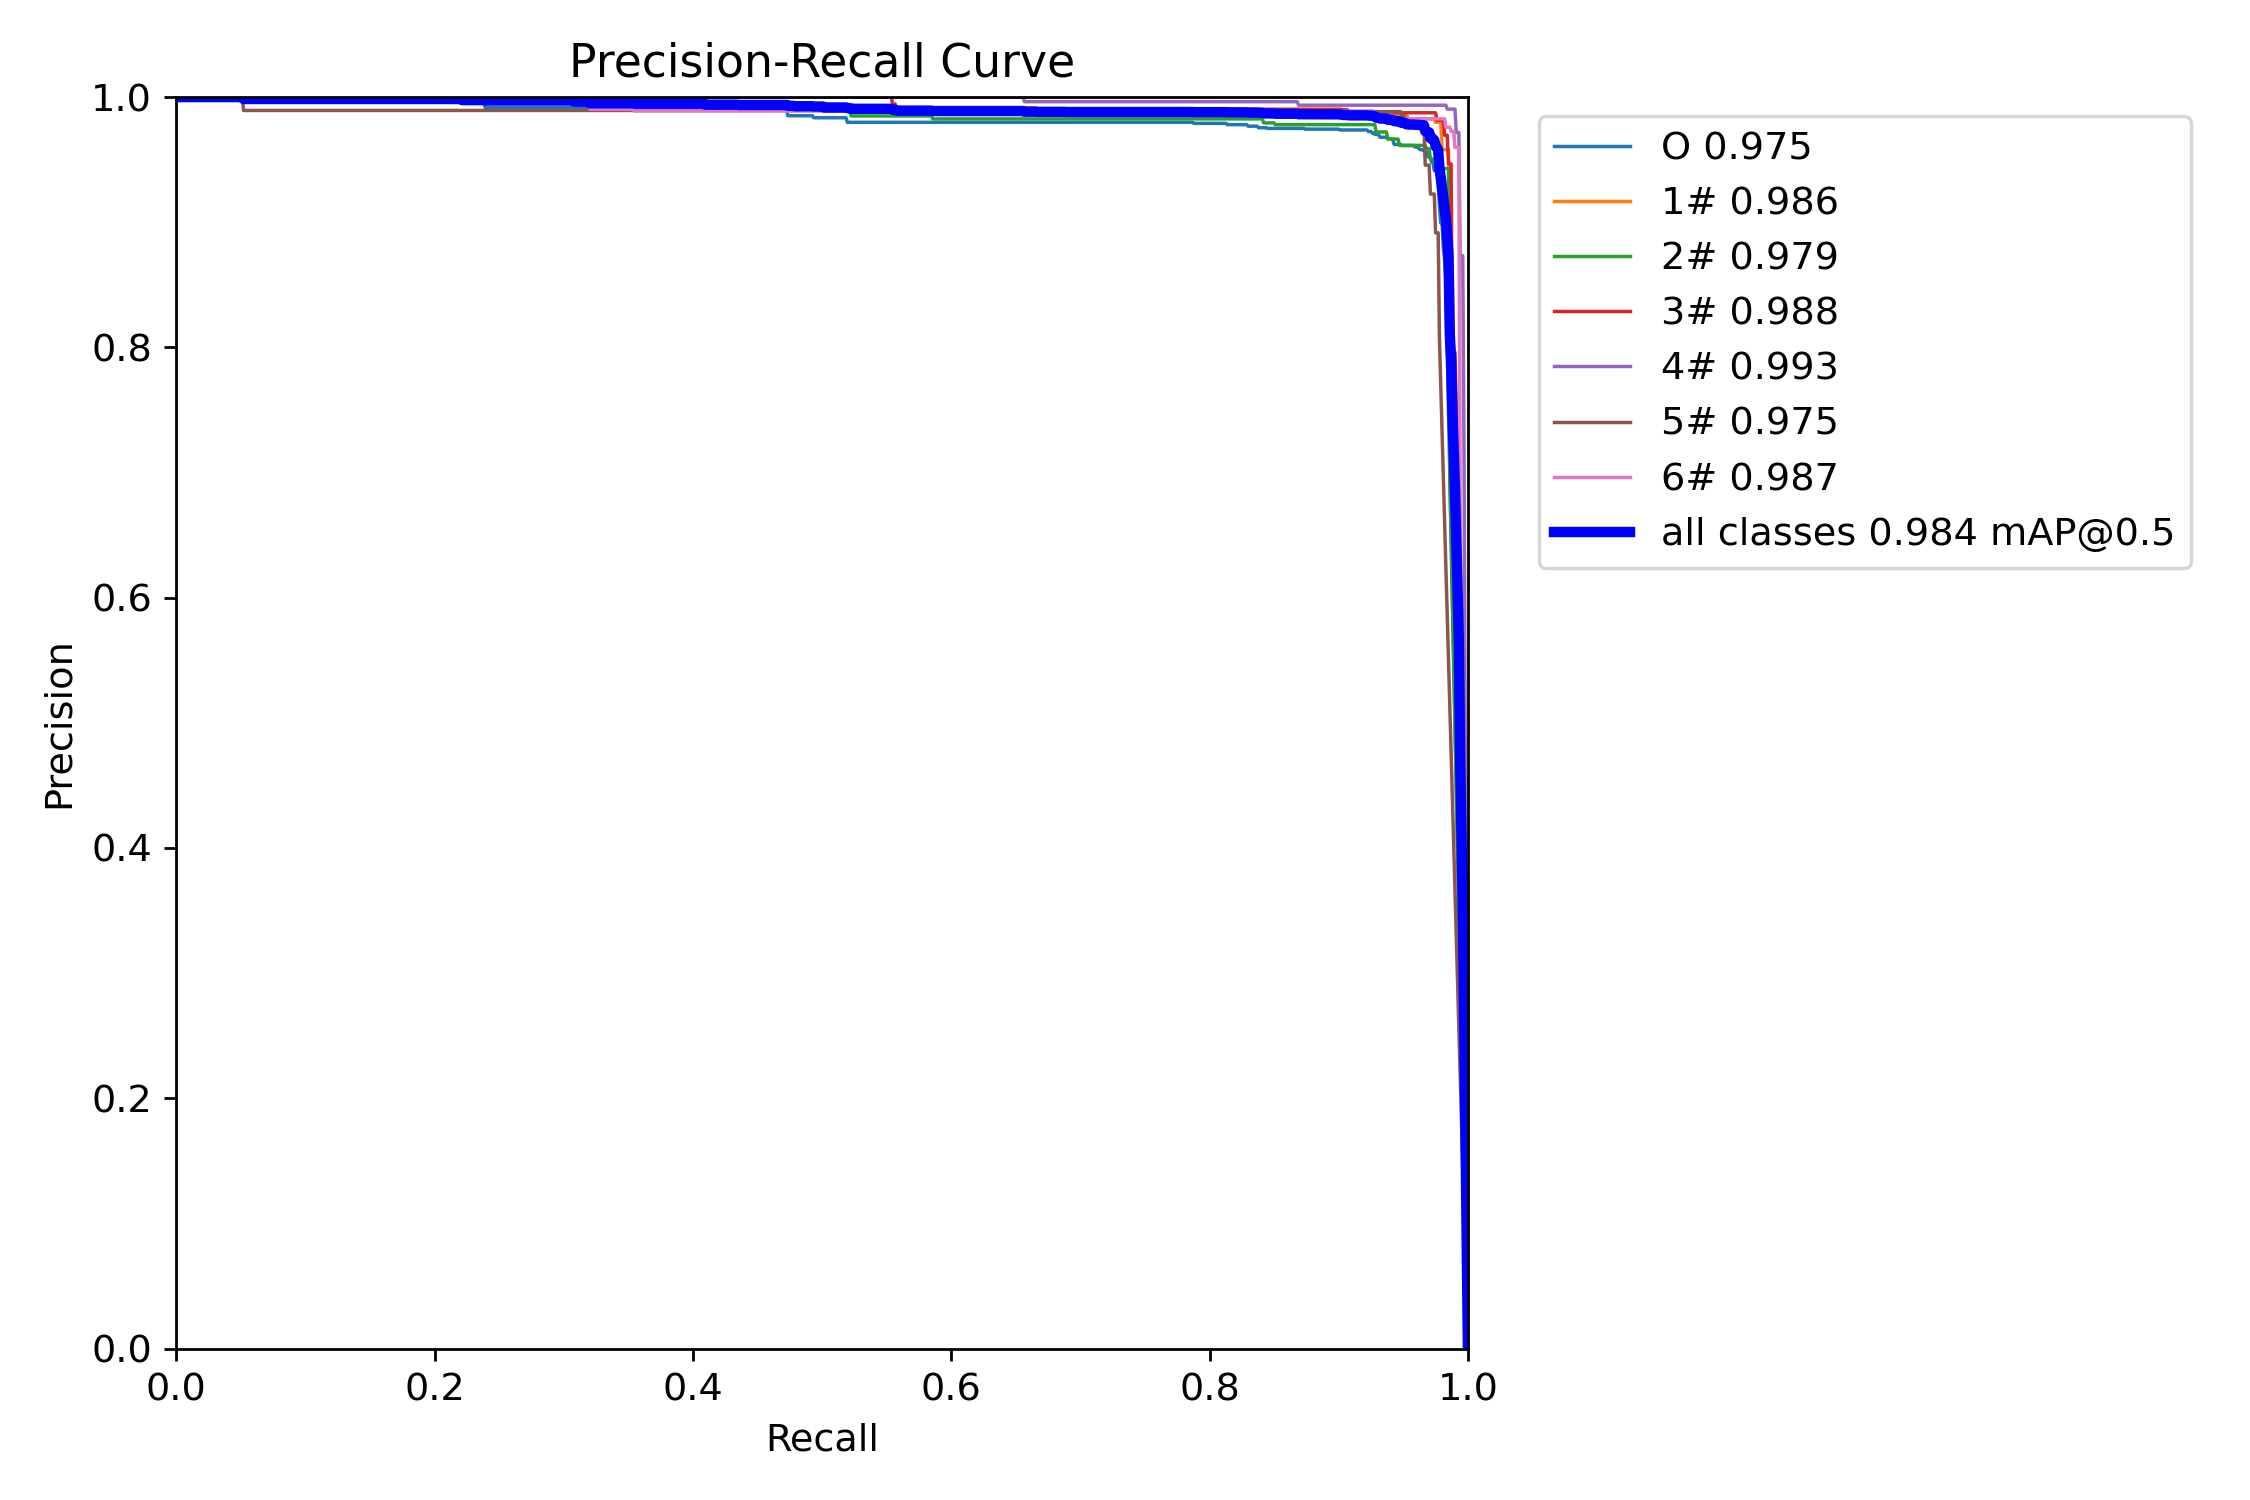 Precision-Recall Curve
1.0
0.8
0.6
0.4
0.2
0.0
Precision
0.0 0.2 0.4 0.6 0.8 1.0
Recall
O 0.975
1# 0.986
2# 0.979
3# 0.988
4# 0.993
5# 0.975
6# 0.987
all classes 0.984 mAP@0.5